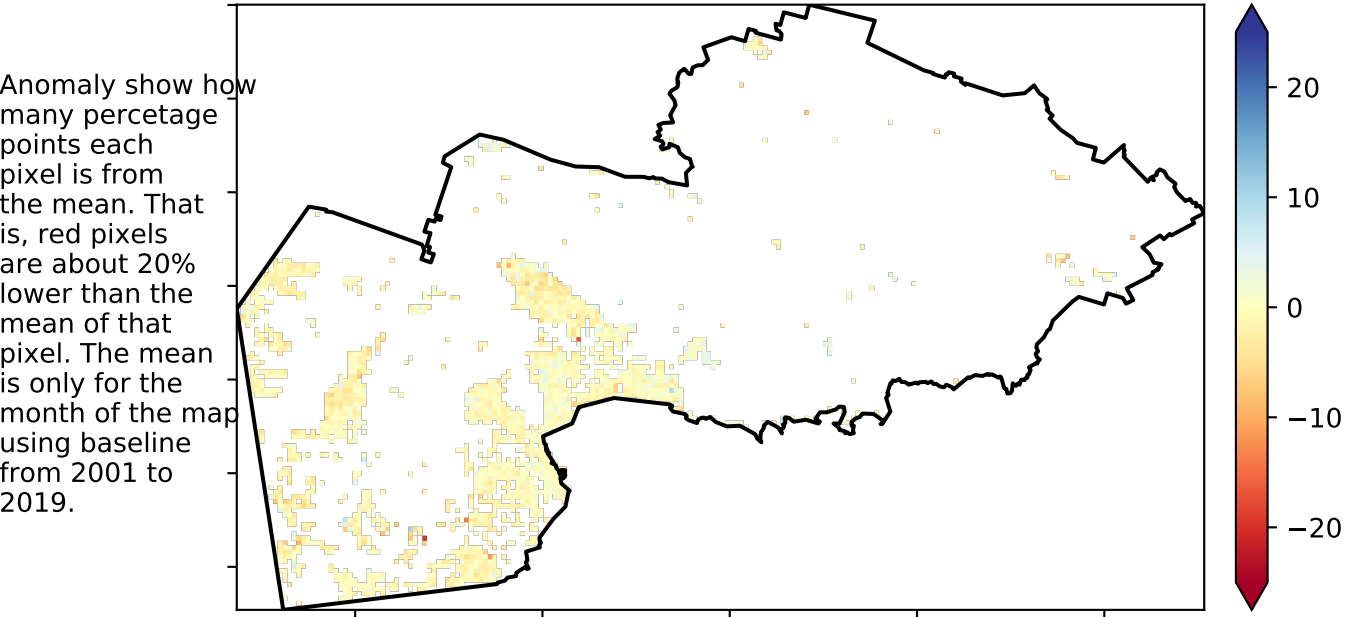 Anomaly show how
many percetage
points each
pixel is from
the mean. That
is, red pixels
are about 20%
lower than the
mean of that
pixel. The mean
is only for the
month of the map
using baseline
from 2001 to
2019.
20
10
0
−10
−20